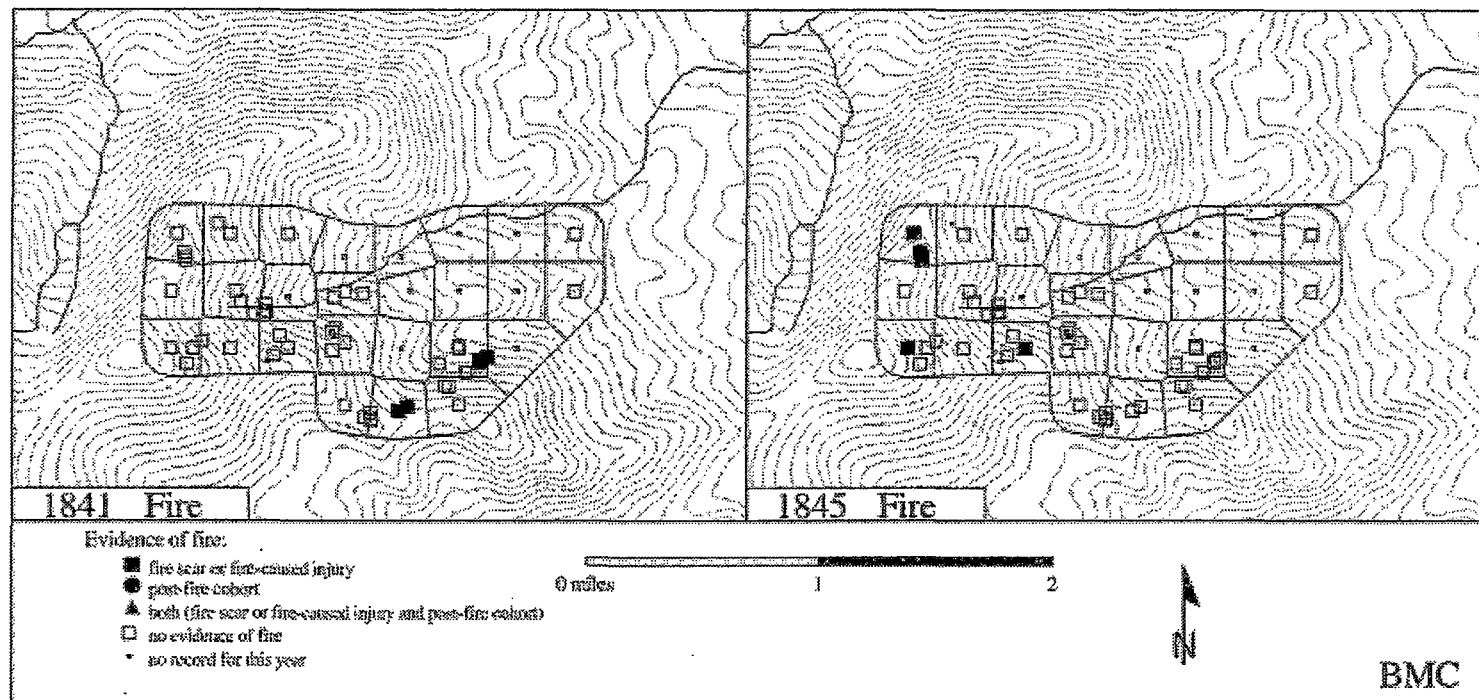 1841 Fire
1845 Fire
Evidence of fire:
fire scar or fire-caused injury
post-fire cohort
both (fire scar or fire-caused injury and post-fire cohort)
no evidence of fire
no record for this year
0 miles 1 2
N
BMC